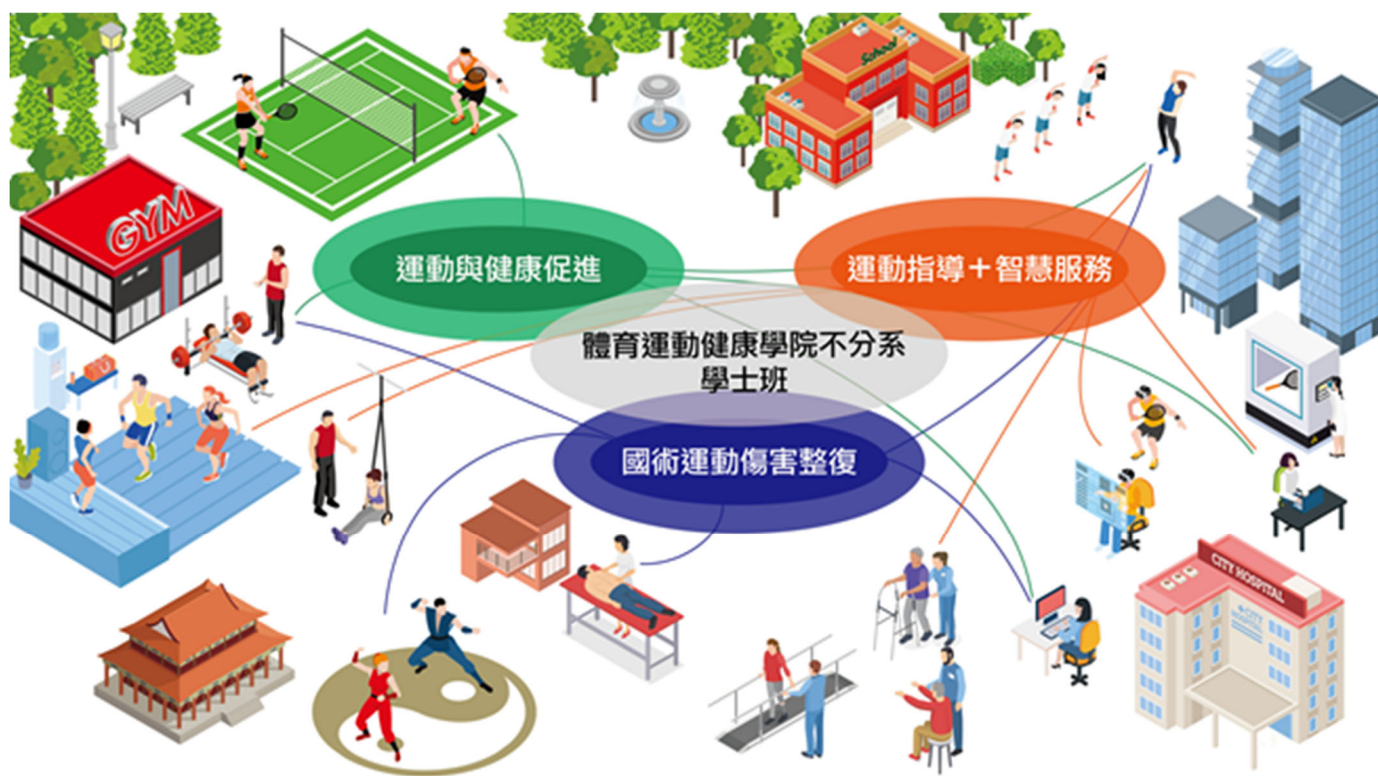 School
GYM
運動與健康促進
運動指導＋智慧服務
體育運動健康學院不分系
學士班
國術運動傷害整復
CITY HOSPITAL
CITY
HOSPITAL